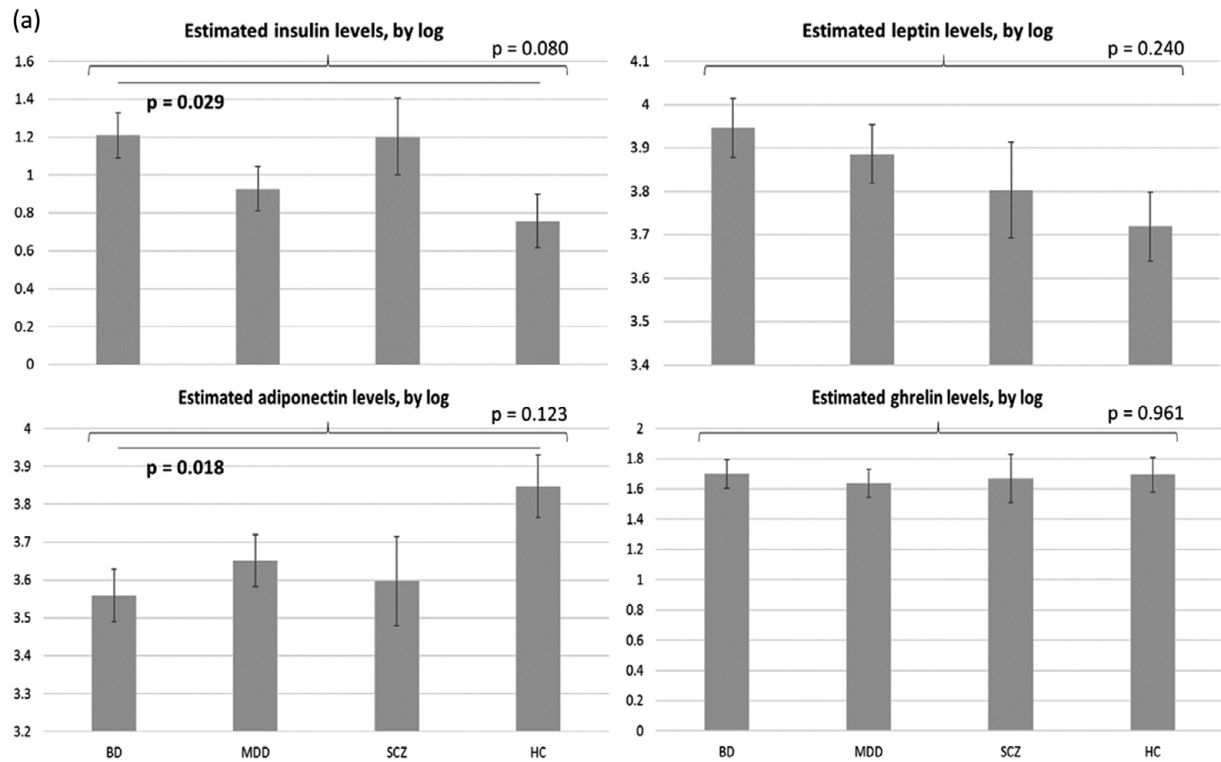 (a)
Estimated insulin levels, by log
p = 0.080
p = 0.029
1.6
1.4
1.2
1
0.8
0.6
0.4
0.2
0
Estimated leptin levels, by log
p = 0.240
4.1
4
3.9
3.8
3.7
3.6
3.5
3.4
Estimated adiponectin levels, by log
p = 0.123
p = 0.018
4
3.9
3.8
3.7
3.6
3.5
3.4
3.3
3.2
BD MDD SCZ HC
Estimated ghrelin levels, by log
p = 0.961
2
1.8
1.6
1.4
1.2
1
0.8
0.6
0.4
0.2
0
BD MDD SCZ HC